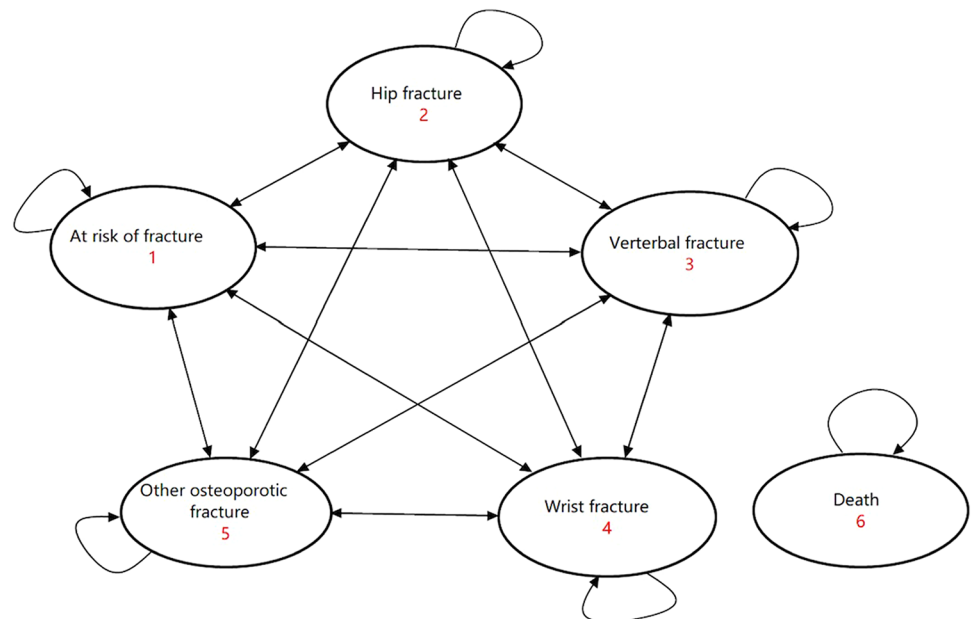 Hip fracture
2
At risk of fracture
1
Verterbal fracture
3
Other osteoporotic
fracture
5
Wrist fracture
4
Death
6